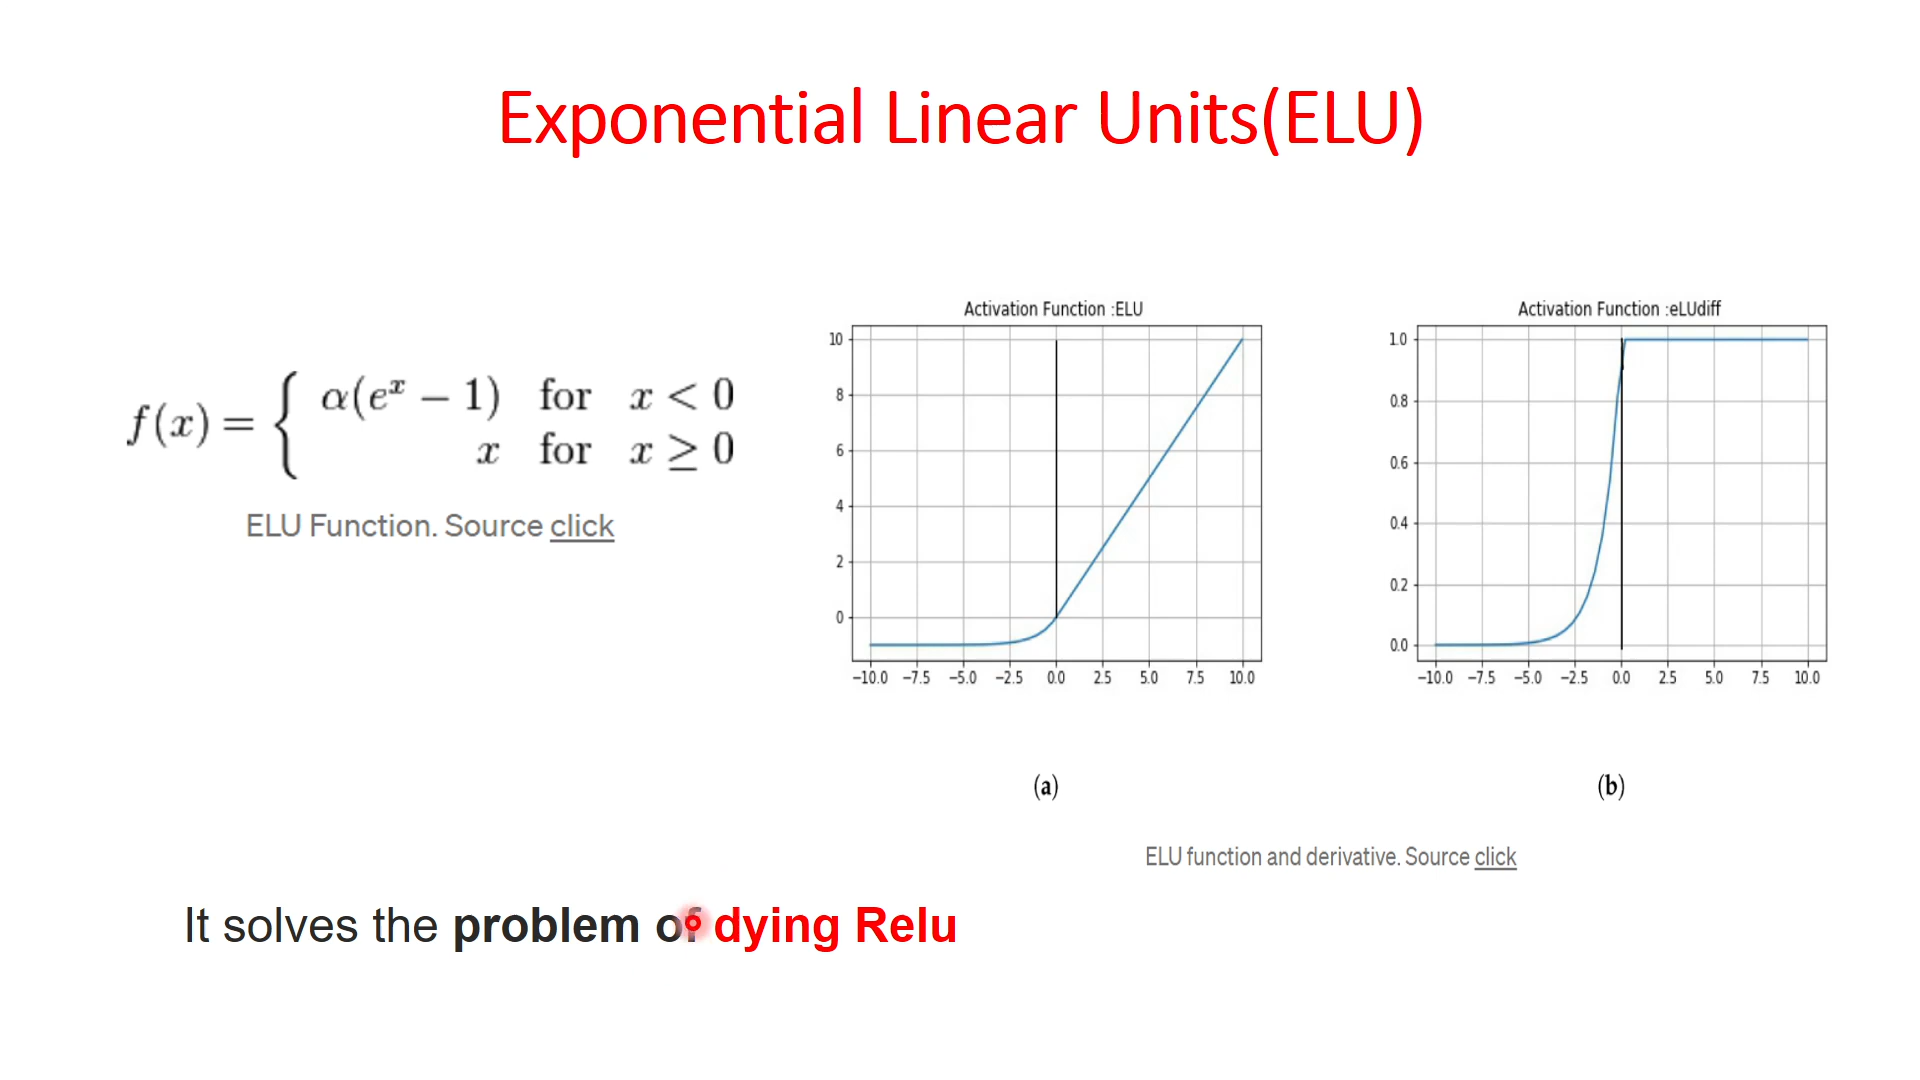 Exponential Linear Units(ELU)
f(x) = { α(eˣ − 1) for x < 0
x for x ≥ 0
ELU Function. Source click
Activation Function :ELU
10
8
6
4
2
0
−10.0 −7.5 −5.0 −2.5 0.0 2.5 5.0 7.5 10.0
(a)
Activation Function :eLUdiff
1.0
0.8
0.6
0.4
0.2
0.0
−10.0 −7.5 −5.0 −2.5 0.0 2.5 5.0 7.5 10.0
(b)
ELU function and derivative. Source click
It solves the problem of dying Relu